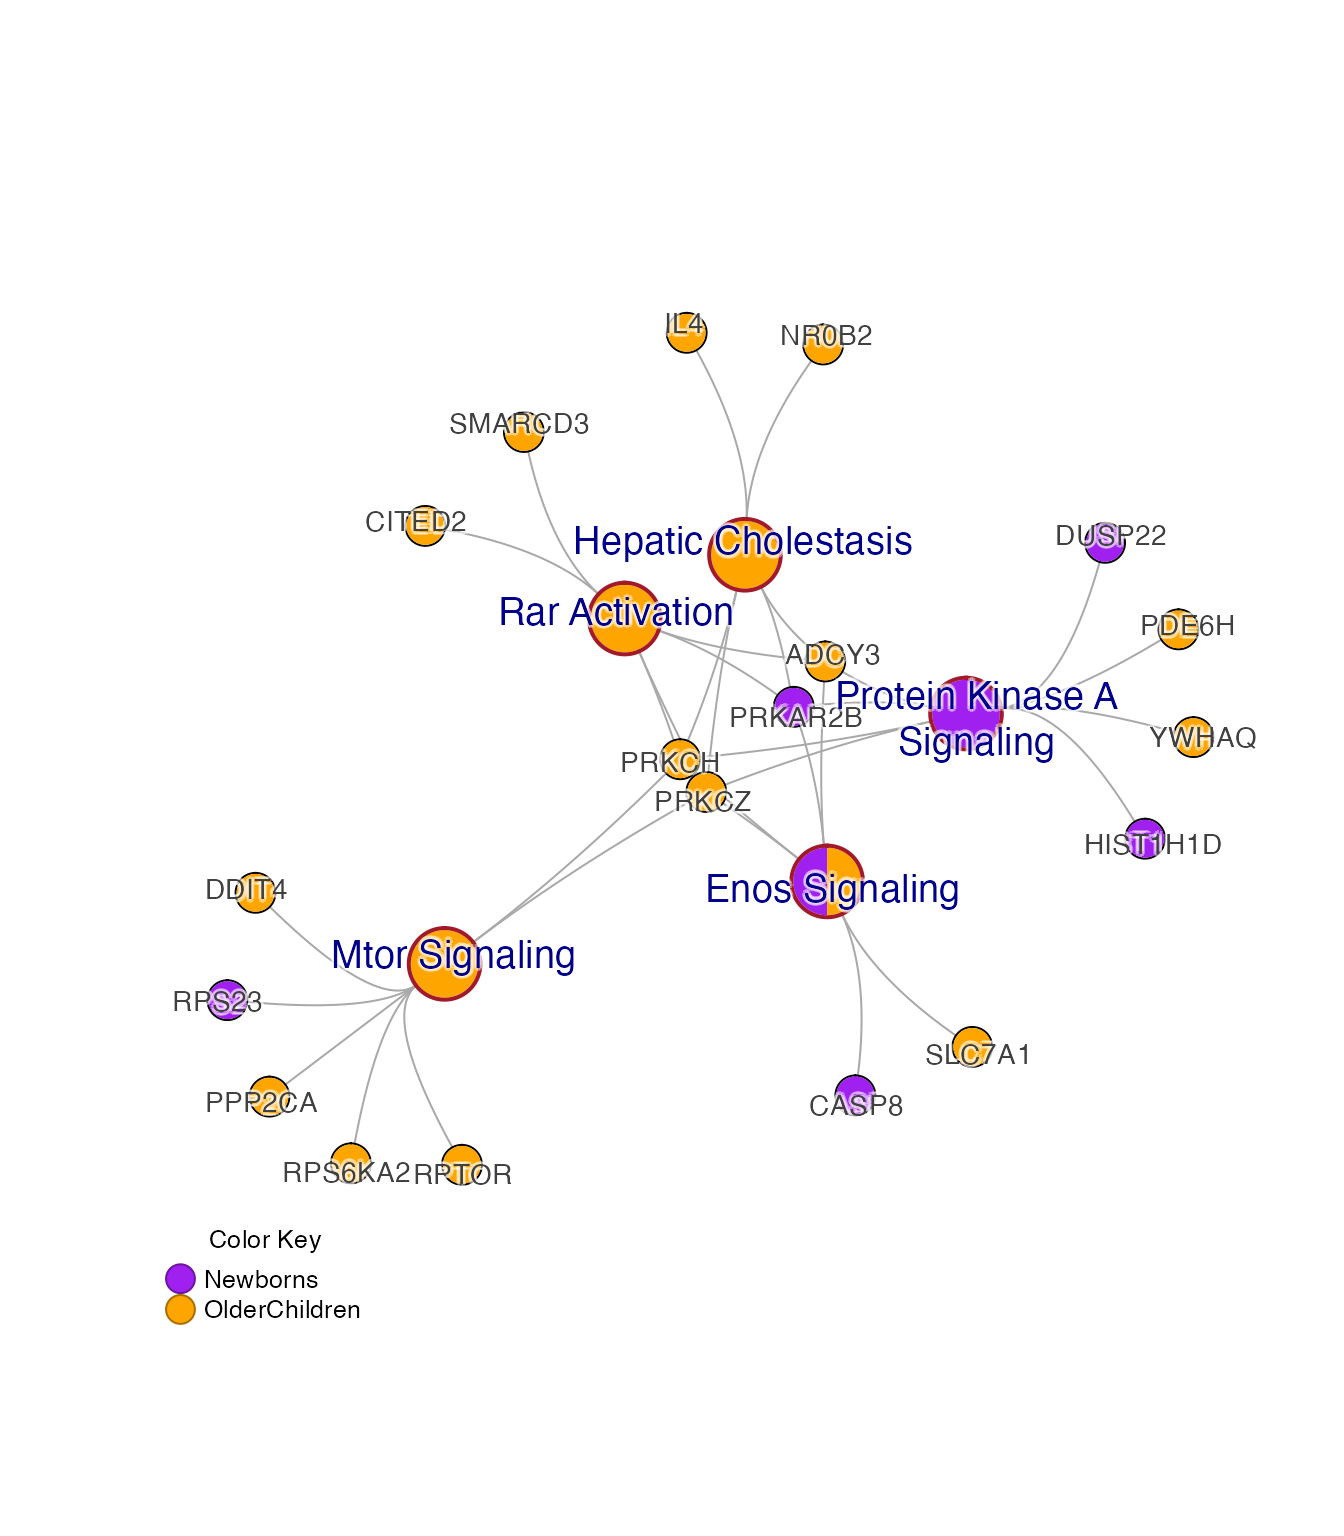 IL4
NR0B2
SMARCD3
CITED2
Hepatic Cholestasis
DUSP22
Rar Activation
PDE6H
ADCY3
Protein Kinase A
Signaling
PRKAR2B
YWHAQ
PRKCH
PRKCZ
HIST1H1D
Enos Signaling
DDIT4
Mtor Signaling
RPS23
SLC7A1
PPP2CA
CASP8
RPS6KA2
RPTOR
Color Key
Newborns
OlderChildren